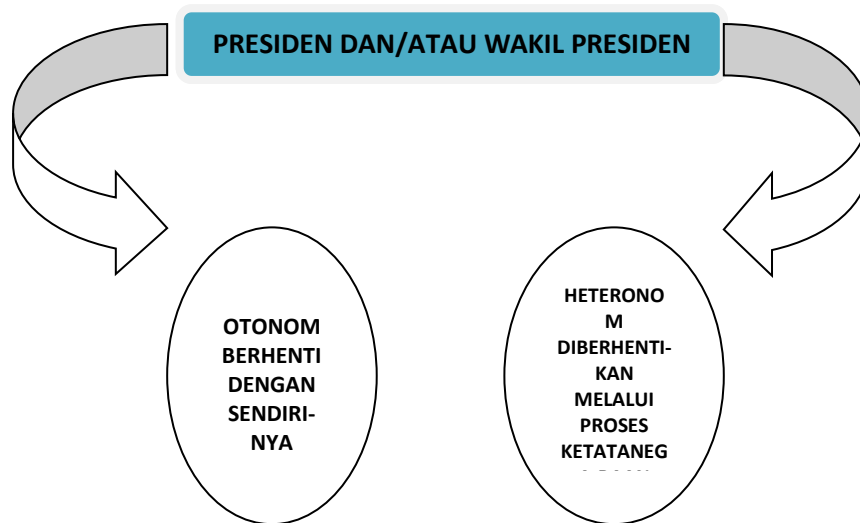 PRESIDEN DAN/ATAU WAKIL PRESIDEN
OTONOM
BERHENTI
DENGAN
SENDIRI-
NYA
HETERONO
M
DIBERHENTI-
KAN
MELALUI
PROSES
KETATANEG